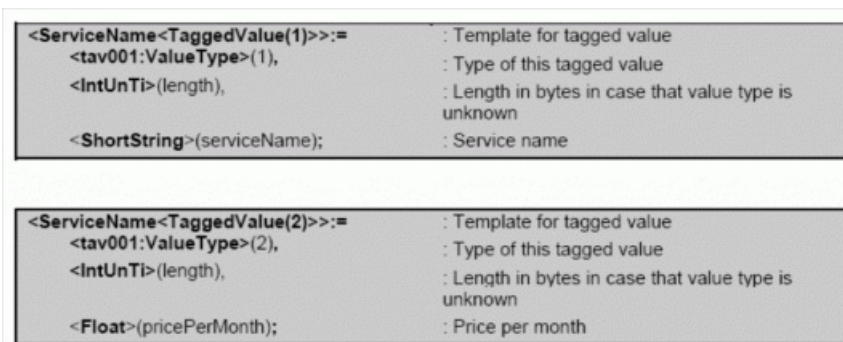 <ServiceName<TaggedValue(1)>>:= : Template for tagged value
<tav001:ValueType>(1), : Type of this tagged value
<IntUnTi>(length), : Length in bytes in case that value type is
unknown
<ShortString>(serviceName); : Service name
<ServiceName<TaggedValue(2)>>:= : Template for tagged value
<tav001:ValueType>(2), : Type of this tagged value
<IntUnTi>(length), : Length in bytes in case that value type is
unknown
<Float>(pricePerMonth); : Price per month